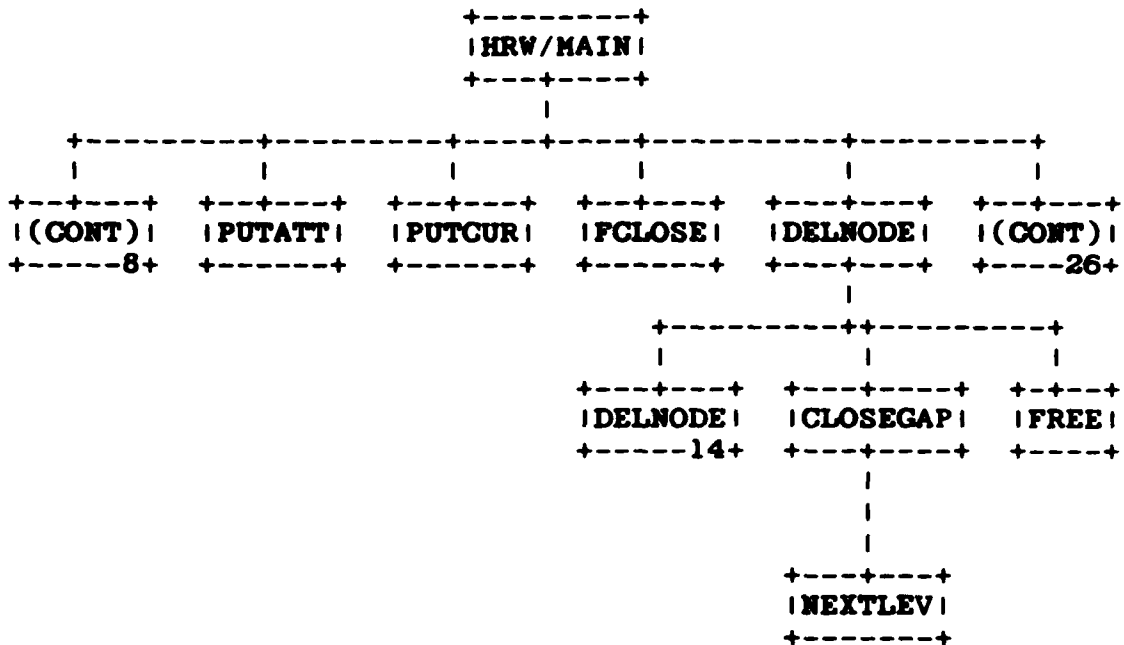 HRW/MAIN
(CONT) PUTATT PUTCUR FCLOSE DELNODE (CONT)
8 26
DELNODE CLOSEGAP FREE
14
NEXTLEV